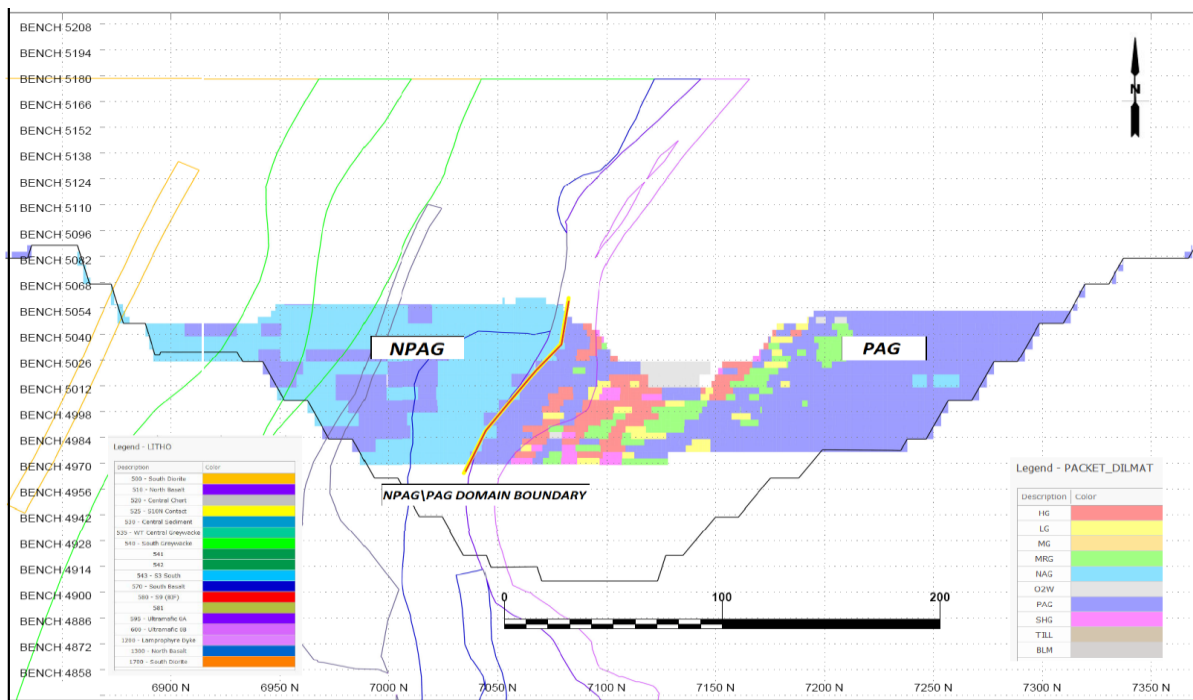 BENCH 5208
BENCH 5194
BENCH 5180
BENCH 5166
BENCH 5152
BENCH 5138
BENCH 5124
BENCH 5110
BENCH 5096
BENCH 5082
BENCH 5068
BENCH 5054
BENCH 5040
BENCH 5026
BENCH 5012
BENCH 4998
BENCH 4984
BENCH 4970
BENCH 4956
BENCH 4942
BENCH 4928
BENCH 4914
BENCH 4900
BENCH 4886
BENCH 4872
BENCH 4858
N
NPAG
PAG
NPAG\PAG DOMAIN BOUNDARY
Legend - LITHO
Description Color
500 - South Diorite
510 - North Basalt
520 - Central Chert
525 - S10N Contact
530 - Central Sediment
535 - WT Central Greywacke
540 - South Greywacke
541
542
543 - S3 South
570 - South Basalt
580 - S9 (BIF)
581
595 - Ultramafic 6A
600 - Ultramafic 6B
1200 - Lamprophyre Dyke
1300 - North Basalt
1700 - South Diorite
Legend - PACKET_DILMAT
Description Color
HG
LG
MG
MRG
NAG
O2W
PAG
SHG
TILL
BLM
0 100 200
6900 N 6950 N 7000 N 7050 N 7100 N 7150 N 7200 N 7250 N 7300 N 7350 N